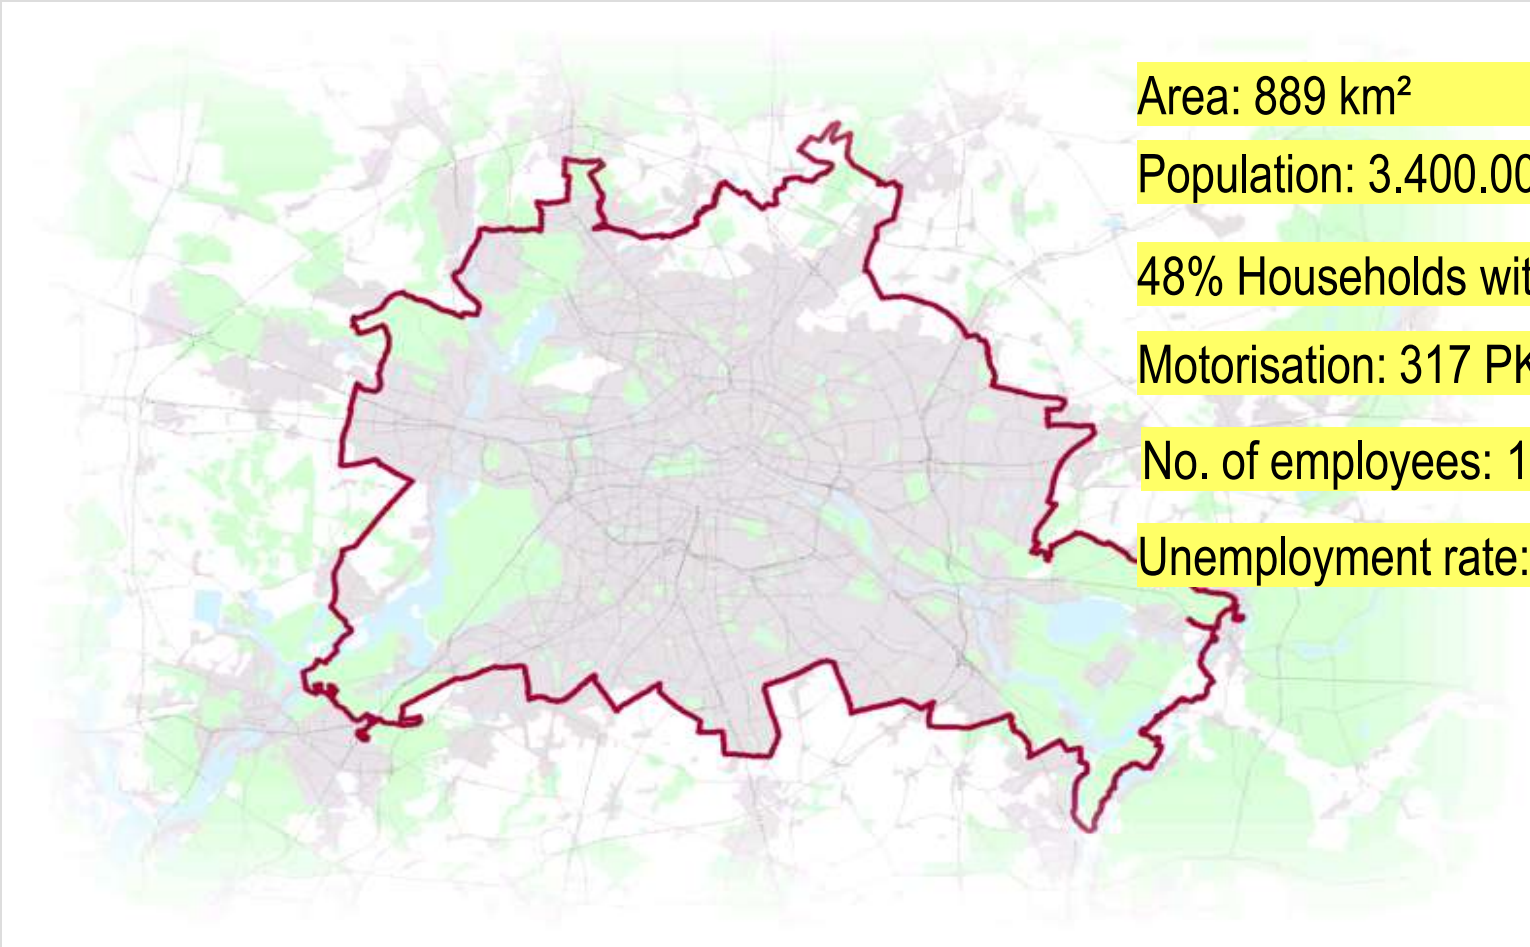 Area: 889 km²
Population: 3.400.00
48% Households wit
Motorisation: 317 PK
No. of employees: 1
Unemployment rate: